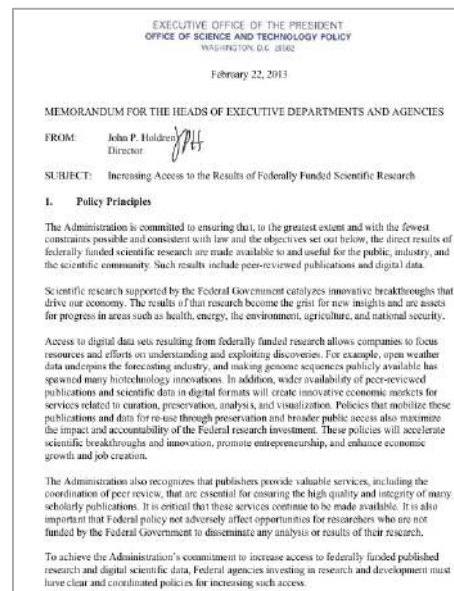 EXECUTIVE OFFICE OF THE PRESIDENT
OFFICE OF SCIENCE AND TECHNOLOGY POLICY
WASHINGTON, D.C. 20502
February 22, 2013
MEMORANDUM FOR THE HEADS OF EXECUTIVE DEPARTMENTS AND AGENCIES
FROM: John P. Holdren JPH
Director
SUBJECT: Increasing Access to the Results of Federally Funded Scientific Research
1. Policy Principles
The Administration is committed to ensuring that, to the greatest extent and with the fewest
constraints possible and consistent with law and the objectives set out below, the direct results of
federally funded scientific research are made available to and useful for the public, industry, and
the scientific community. Such results include peer-reviewed publications and digital data.
Scientific research supported by the Federal Government catalyzes innovative breakthroughs that
drive our economy. The results of that research become the grist for new insights and are assets
for progress in areas such as health, energy, the environment, agriculture, and national security.
Access to digital data sets resulting from federally funded research allows companies to focus
resources and efforts on understanding and exploiting discoveries. For example, open weather
data underpins the forecasting industry, and making genome sequences publicly available has
spawned many biotechnology innovations. In addition, wider availability of peer-reviewed
publications and scientific data in digital formats will create innovative economic markets for
services related to curation, preservation, analysis, and visualization. Policies that mobilize these
publications and data for re-use through preservation and broader public access also maximize
the impact and accountability of the Federal research investment. These policies will accelerate
scientific breakthroughs and innovation, promote entrepreneurship, and enhance economic
growth and job creation.
The Administration also recognizes that publishers provide valuable services, including the
coordination of peer review, that are essential for ensuring the high quality and integrity of many
scholarly publications. It is critical that these services continue to be made available. It is also
important that Federal policy not adversely affect opportunities for researchers who are not
funded by the Federal Government to disseminate any analysis or results of their research.
To achieve the Administration's commitment to increase access to federally funded published
research and digital scientific data, Federal agencies investing in research and development must
have clear and coordinated policies for increasing such access.